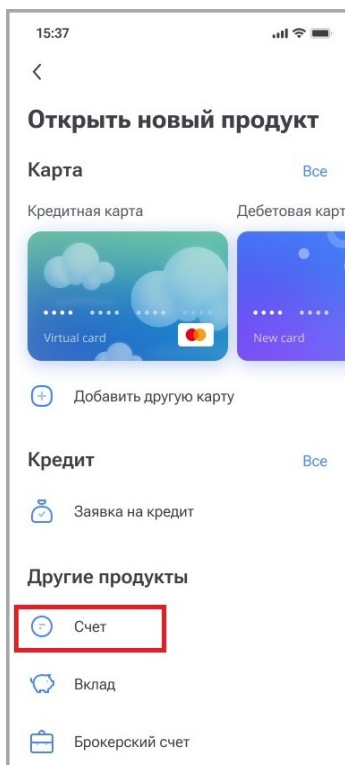 15:37
Открыть новый продукт
Карта Все
Кредитная карта Дебетовая карт
Virtual card New card
Добавить другую карту
Кредит Все
Заявка на кредит
Другие продукты
Счет
Вклад
Брокерский счет